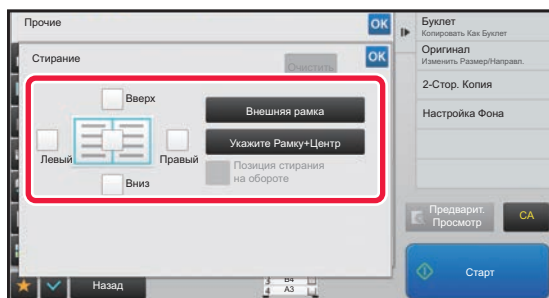 Прочие
OK
Стирание
Очистить
OK
Вверх
Левый
Правый
Вниз
Внешняя рамка
Укажите Рамку+Центр
Позиция стирания
на обороте
Назад
3 B4
4 A3
Буклет
Копировать Как Буклет
Оригинал
Изменить Размер/Направл.
2-Стор. Копия
Настройка Фона
Предварит.
Просмотр
CA
Старт